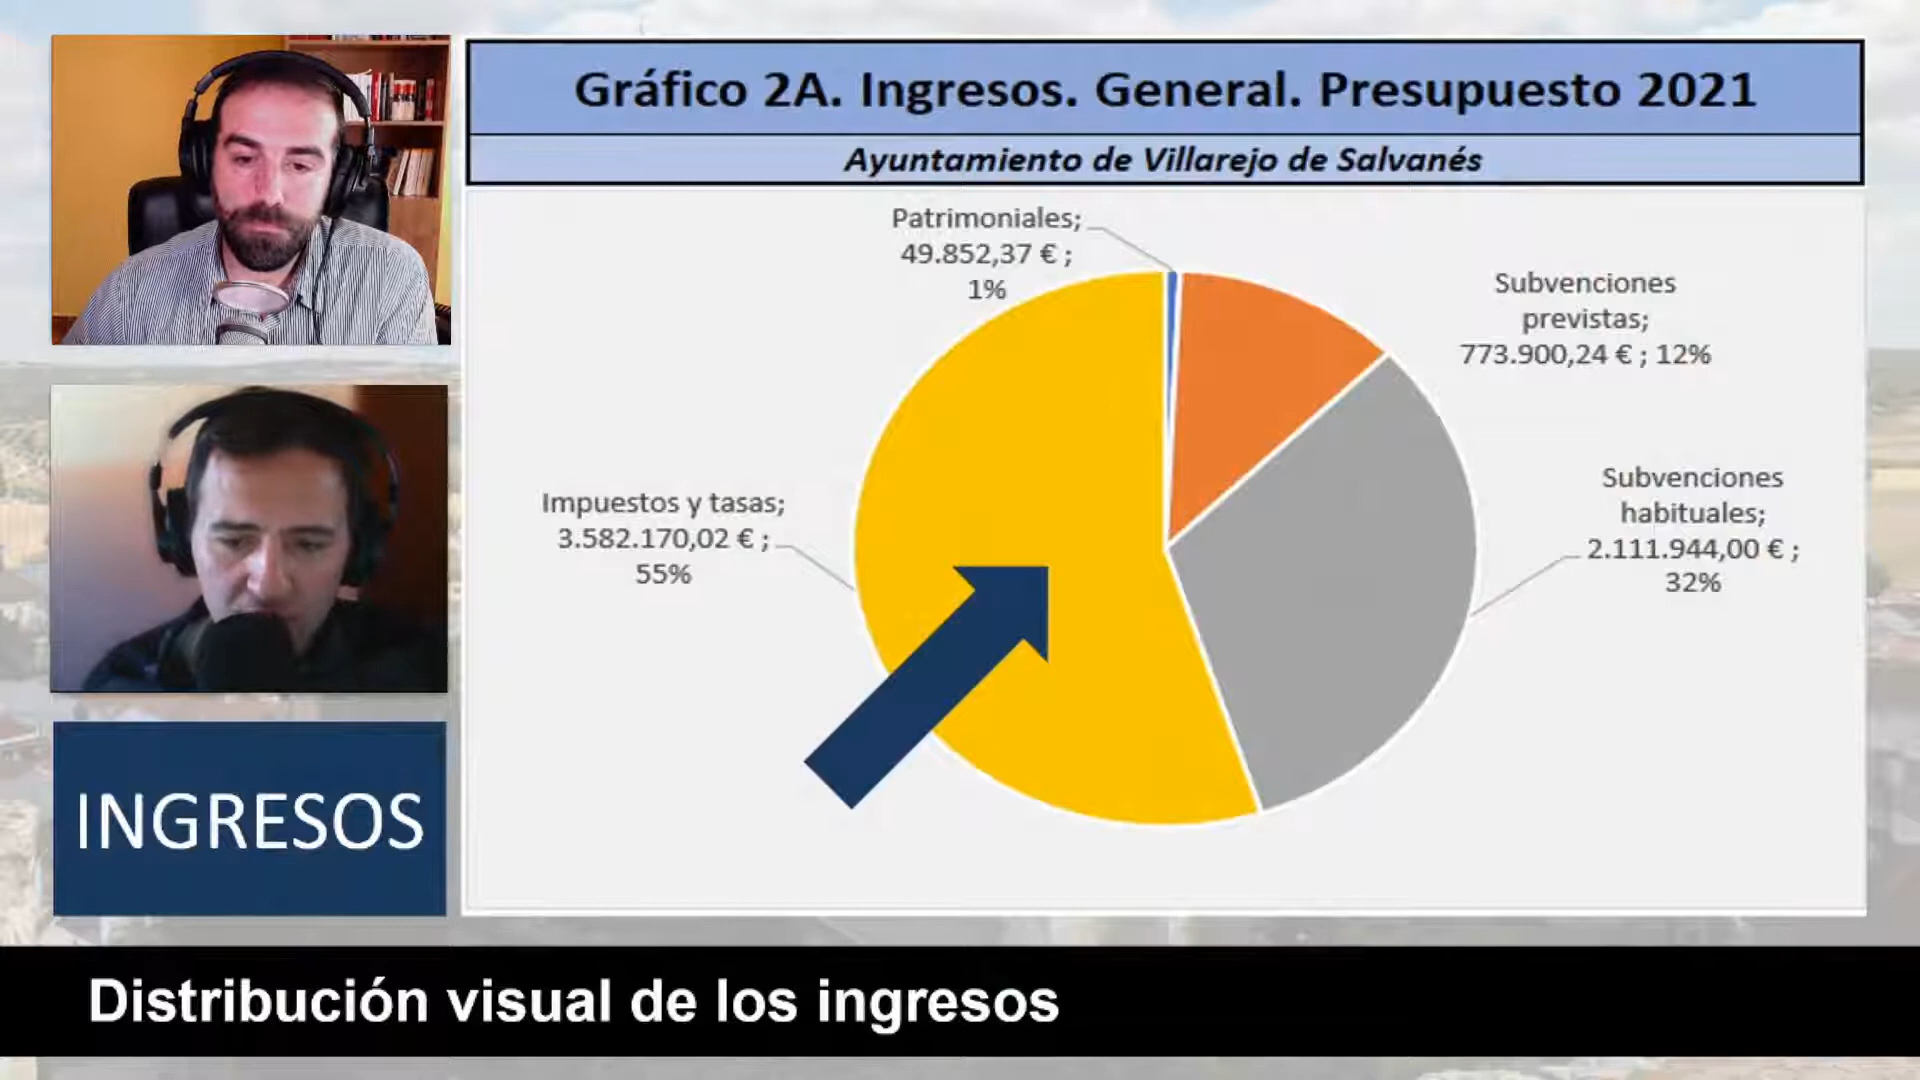 Gráfico 2A. Ingresos. General. Presupuesto 2021
Ayuntamiento de Villarejo de Salvanés
Patrimoniales;
49.852,37 € ;
1%
Subvenciones
previstas;
773.900,24 € ; 12%
Subvenciones
habituales;
2.111.944,00 € ;
32%
Impuestos y tasas;
3.582.170,02 € ;
55%
INGRESOS
Distribución visual de los ingresos